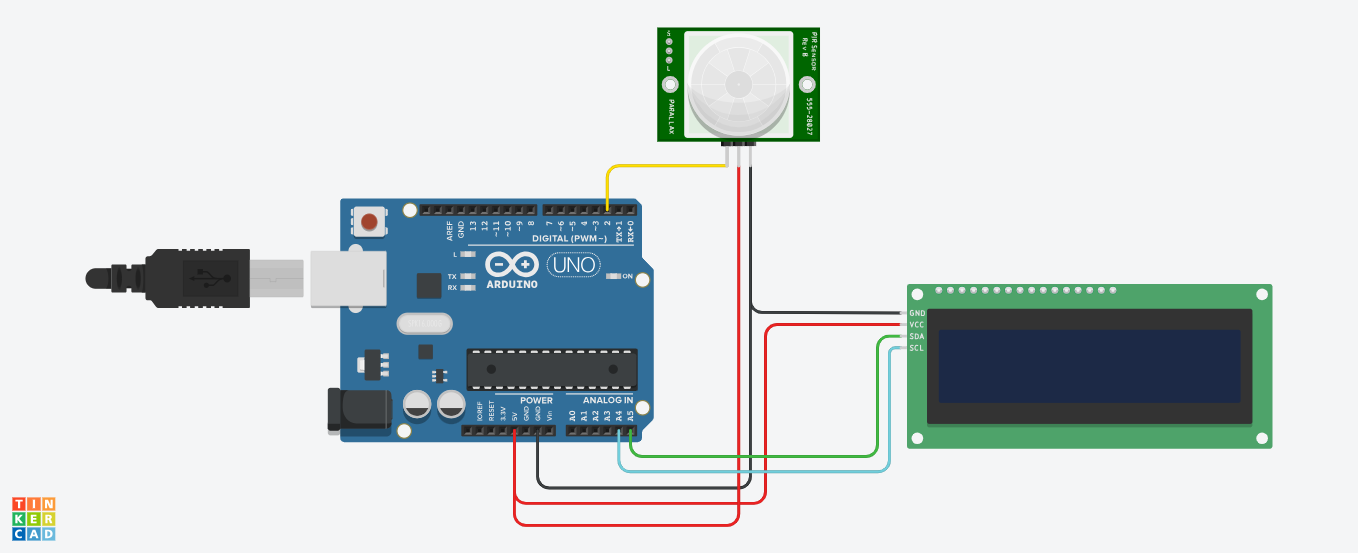 S
L
PIR SENSOR
REV B
PARALLAX
555-28027
AREF
GND
13
12
~11
~10
~9
8
7
~6
~5
4
~3
2
TX→1
RX←0
DIGITAL (PWM~)
L
TX
RX
ARDUINO
UNO
ON
POWER
ANALOG IN
IOREF
RESET
3.3V
5V
GND
GND
Vin
A0
A1
A2
A3
A4
A5
GND
VCC
SDA
SCL
TIN
KER
CAD